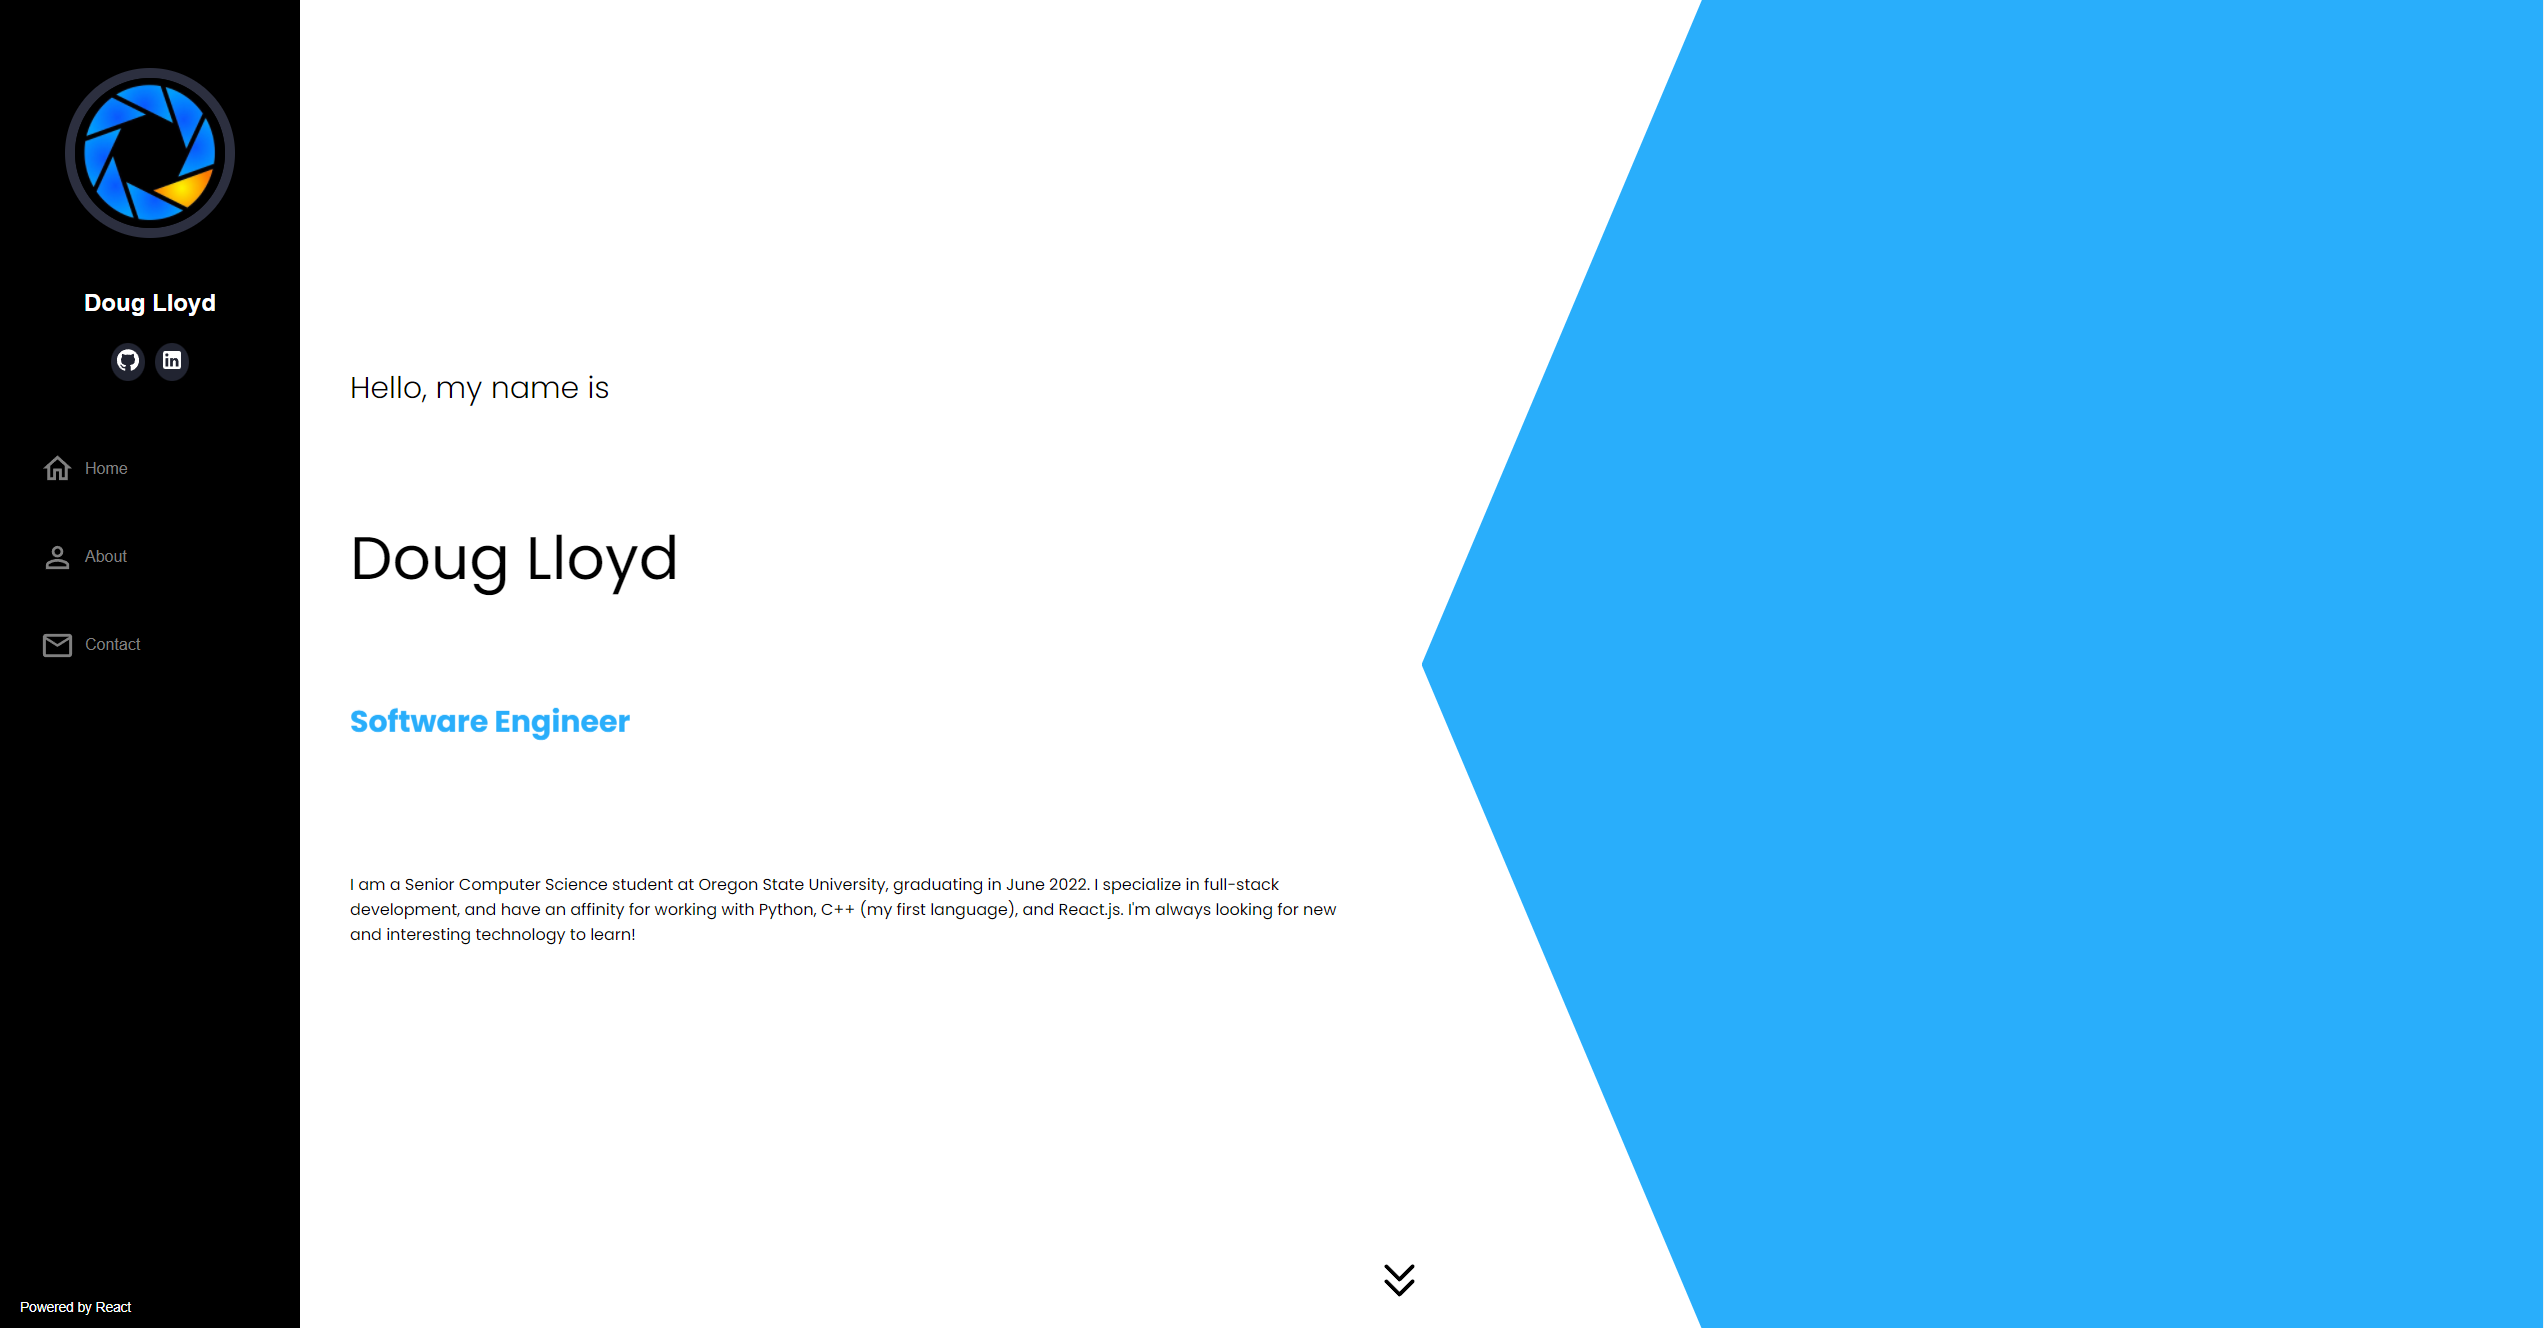 Doug Lloyd
Home
About
Contact
Powered by React
Hello, my name is
Doug Lloyd
Software Engineer
I am a Senior Computer Science student at Oregon State University, graduating in June 2022. I specialize in full-stack
development, and have an affinity for working with Python, C++ (my first language), and React.js. I'm always looking for new
and interesting technology to learn!